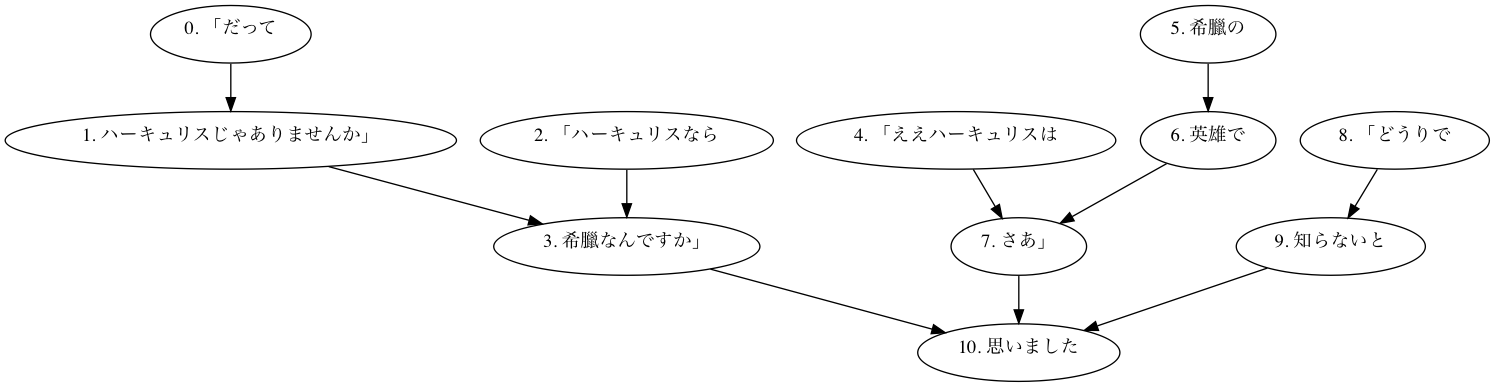 0. 「だって
5. 希臘の
1. ハーキュリスじゃありませんか」
2. 「ハーキュリスなら
4. 「ええハーキュリスは
6. 英雄で
8. 「どうりで
3. 希臘なんですか」
7. さあ」
9. 知らないと
10. 思いました